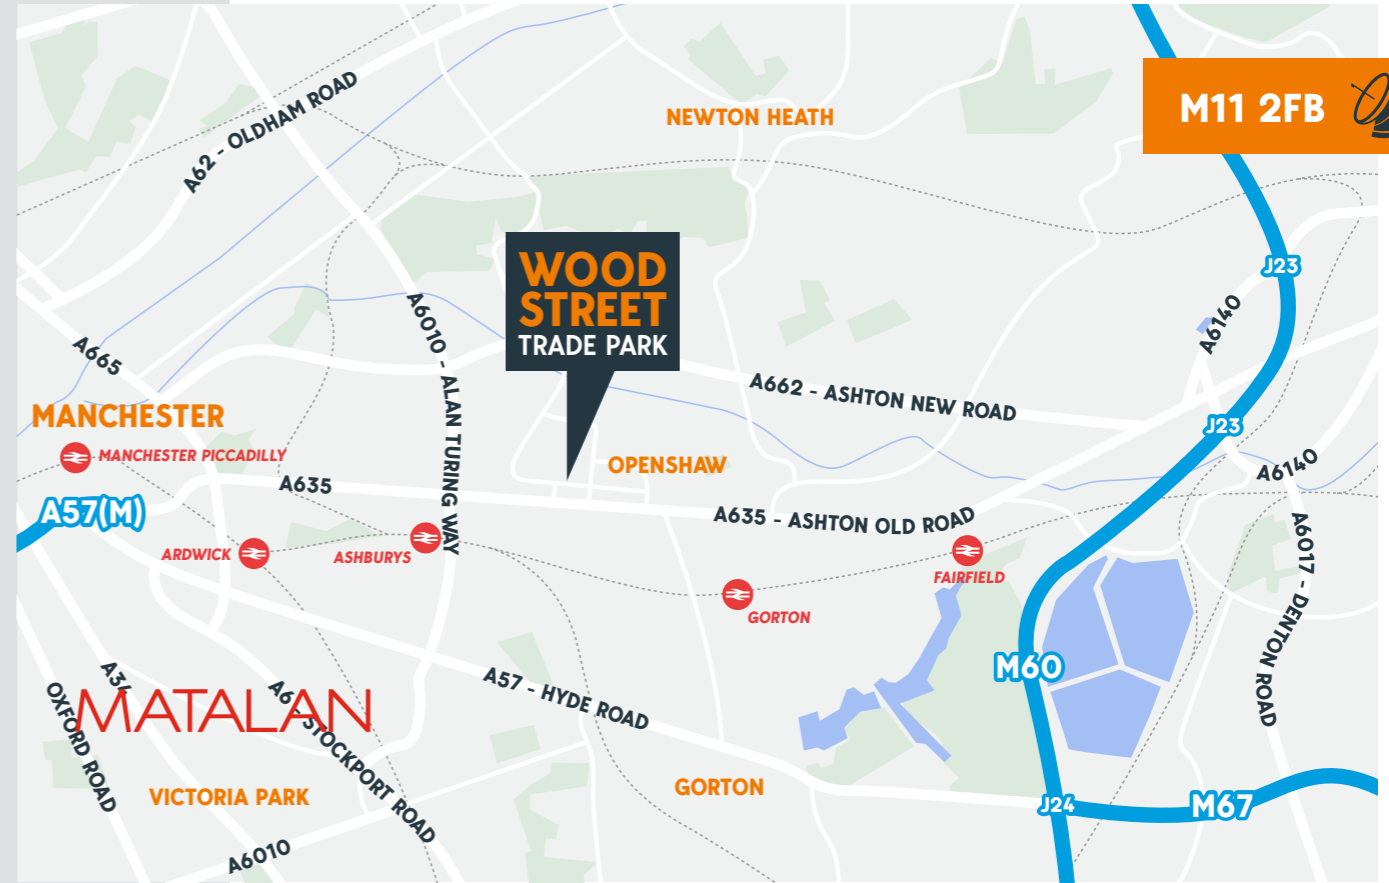 A62 - OLDHAM ROAD
NEWTON HEATH
M11 2FB
WOOD
STREET
TRADE PARK
J23
A6140
A6010 - ALAN TURING WAY
A665
A662 - ASHTON NEW ROAD
MANCHESTER
J23
MANCHESTER PICCADILLY
OPENSHAW
A6140
A635
A57(M)
A635 - ASHTON OLD ROAD
ARDWICK
ASHBURYS
FAIRFIELD
A6017 - DENTON ROAD
GORTON
M60
A34
MATALAN
OXFORD ROAD
A6 - STOCKPORT ROAD
A57 - HYDE ROAD
VICTORIA PARK
GORTON
J24
M67
A6010